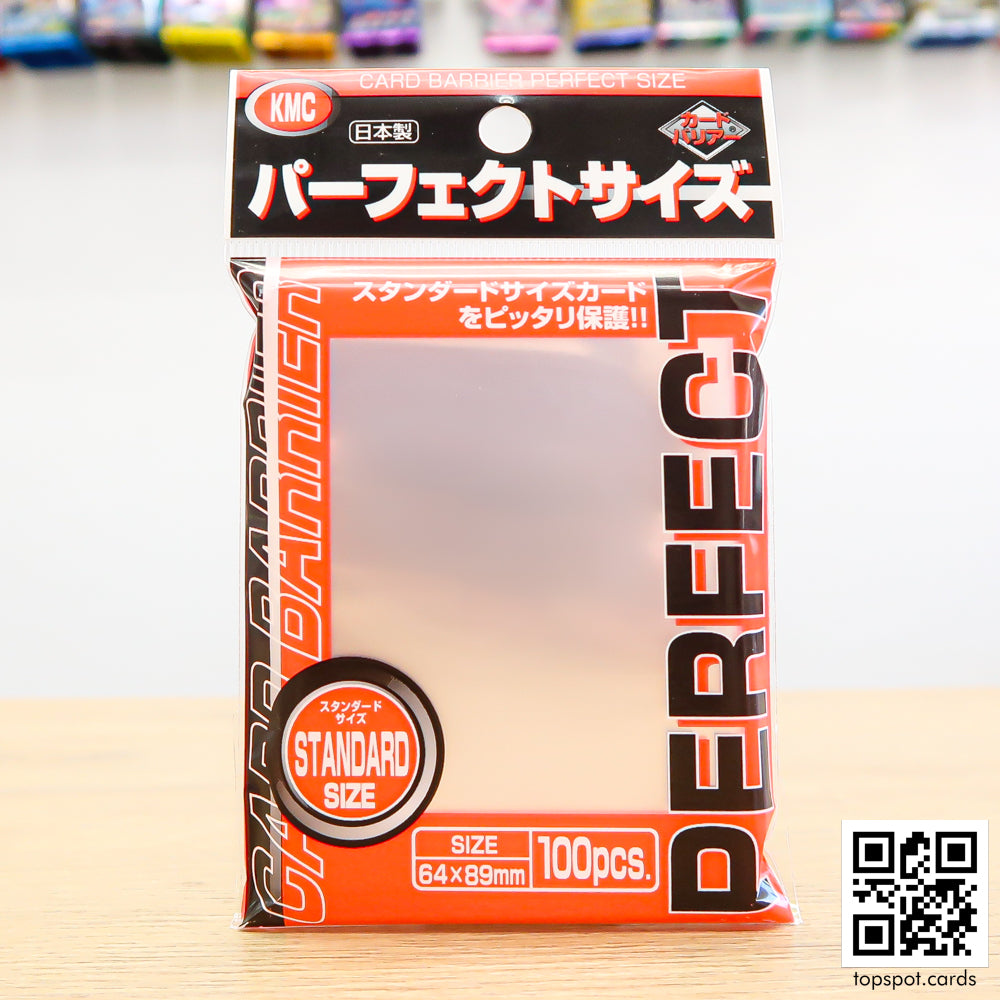 CARD BARRIER PERFECT SIZE
KMC
日本製
カード
バリアー
パーフェクトサイズ
スタンダードサイズカード
をピッタリ保護!!
CARD BARRIER
CARD BARRIER
PERFECT
スタンダード
サイズ
STANDARD
SIZE
SIZE
64×89mm
100pcs.
topspot.cards